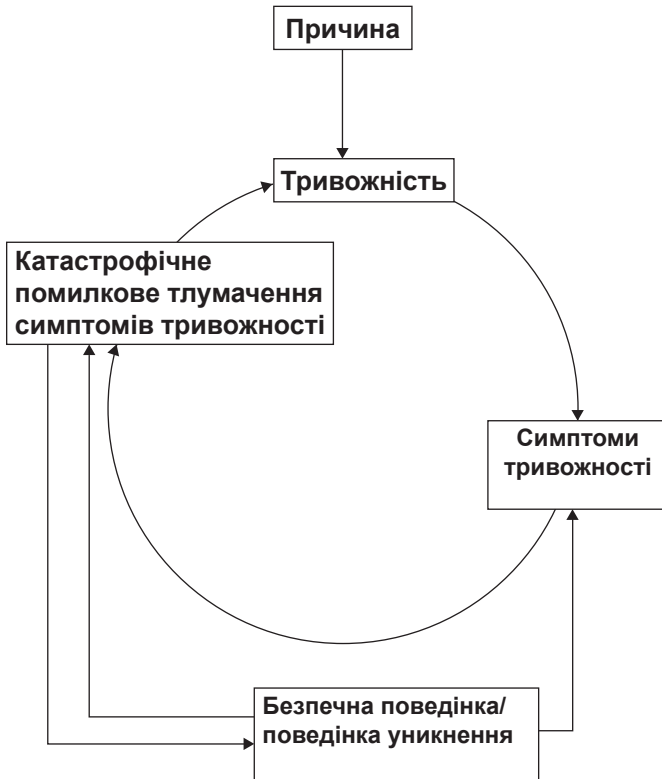 Причина
Тривожність
Катастрофічне
помилкове тлумачення
симптомів тривожності
Симптоми
тривожності
Безпечна поведінка/
поведінка уникнення